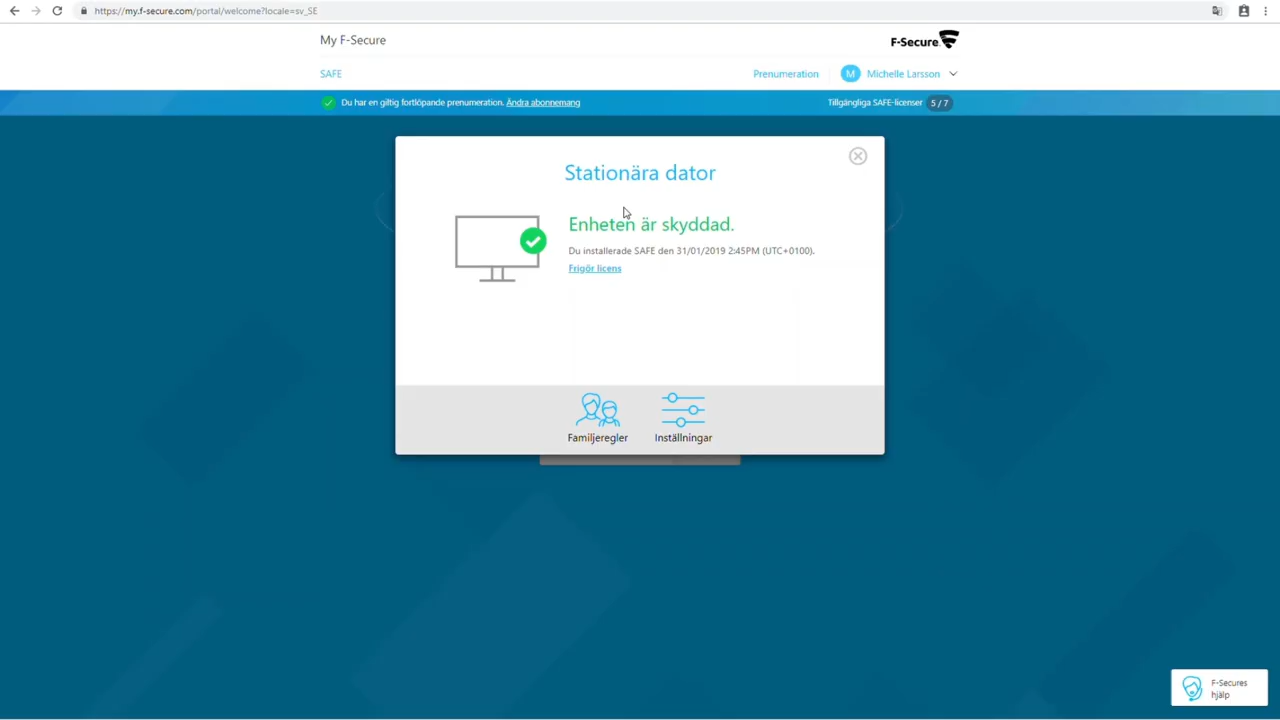 https://my.f-secure.com/portal/welcome?locale=sv_SE
My F-Secure
F-Secure
SAFE
Prenumeration
M
Michelle Larsson
Du har en giltig fortlöpande prenumeration. Ändra abonnemang
Tillgängliga SAFE-licenser 5 / 7
Stationära dator
Enheten är skyddad.
Du installerade SAFE den 31/01/2019 2:45PM (UTC+0100).
Frigör licens
Familjeregler
Inställningar
F-Secures
hjälp